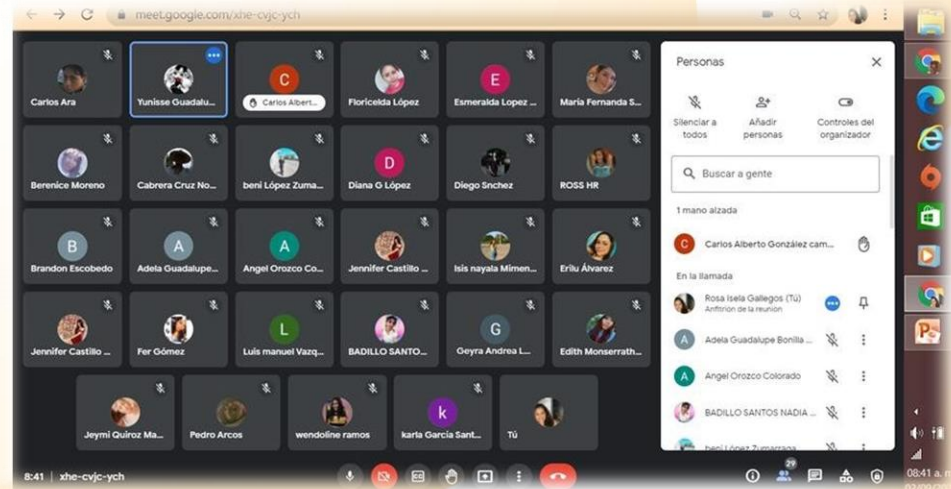 meet.google.com/xhe-cvjc-ych
Carlos Ara
Yunisse Guadalu...
C
Carlos Albert...
Floricelda López
E
Esmeralda Lopez ...
María Fernanda S...
Berenice Moreno
Cabrera Cruz No...
beni López Zuma...
D
Diana G López
Diego Snchez
ROSS HR
B
Brandon Escobedo
A
Adela Guadalupe...
A
Angel Orozco Co...
Jennifer Castillo ...
Isis nayala Mimen...
Erilu Álvarez
Jennifer Castillo ...
Fer Gómez
L
Luis manuel Vazq...
BADILLO SANTO...
G
Geyra Andrea L...
Edith Monserrath...
Jeymi Quiroz Ma...
Pedro Arcos
wendoline ramos
k
karla García Sant...
Tú
Personas
Silenciar a
todos
Añadir
personas
Controles del
organizador
Buscar a gente
1 mano alzada
C
Carlos Alberto González cam...
En la llamada
Rosa Isela Gallegos (Tú)
Anfitrión de la reunión
A
Adela Guadalupe Bonilla ...
A
Angel Orozco Colorado
BADILLO SANTOS NADIA ...
beni López Zumarraga
8:41 | xhe-cvjc-ych
29
08:41 a. m